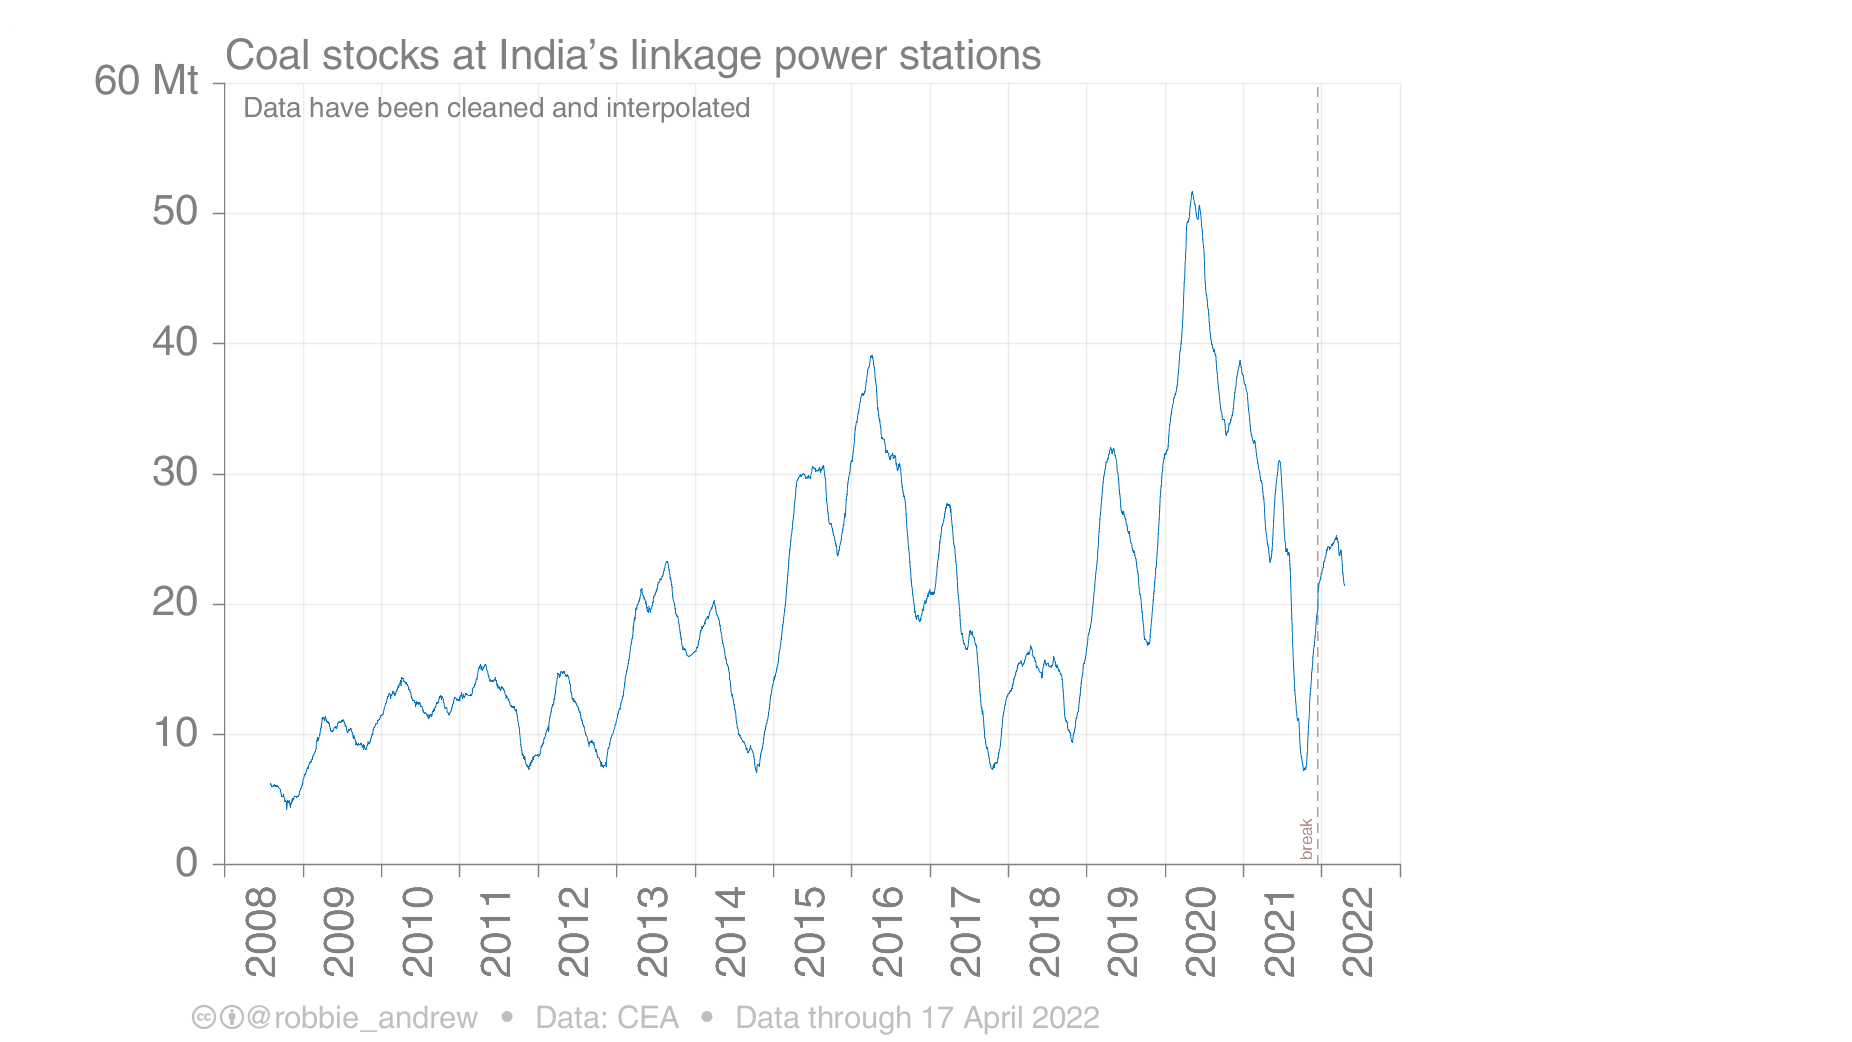 Coal stocks at India’s linkage power stations
60 Mt
Data have been cleaned and interpolated
50
40
30
20
10
0
break
2008 2009 2010 2011 2012 2013 2014 2015 2016 2017 2018 2019 2020 2021 2022
@robbie_andrew • Data: CEA • Data through 17 April 2022